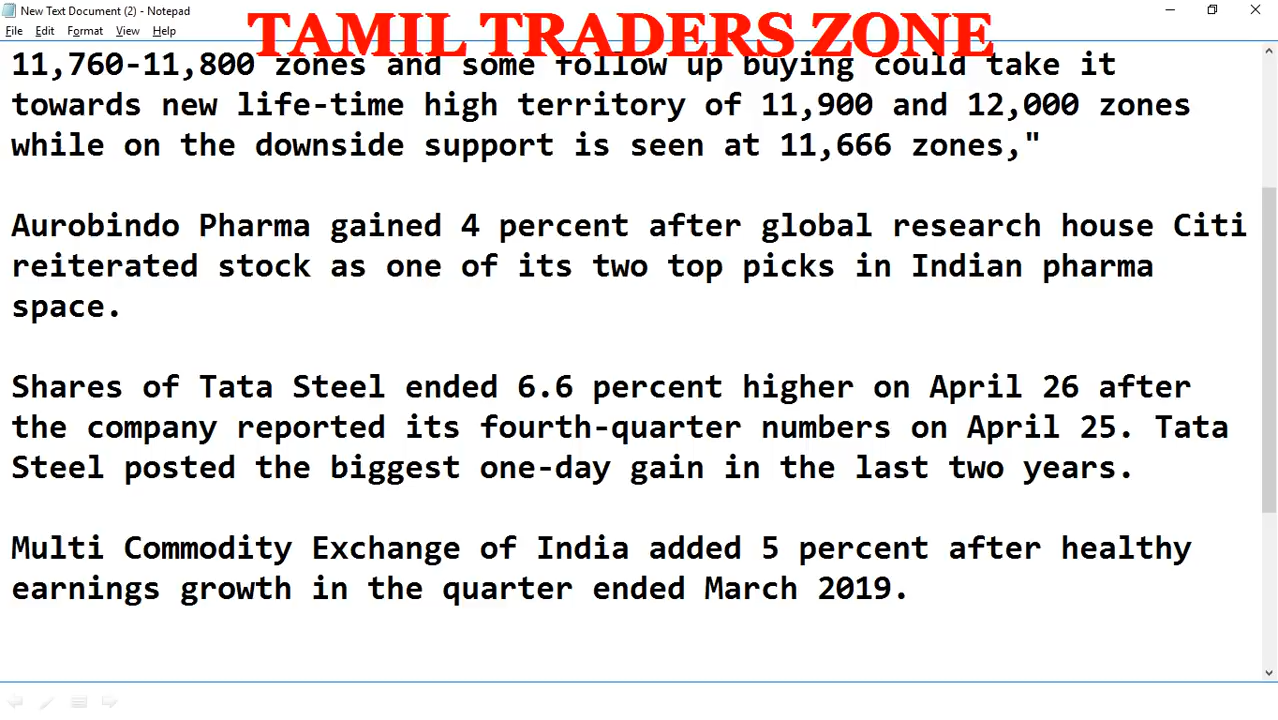 New Text Document (2) - Notepad
File Edit Format View Help
TAMIL TRADERS ZONE
11,760-11,800 zones and some follow up buying could take it
towards new life-time high territory of 11,900 and 12,000 zones
while on the downside support is seen at 11,666 zones,"
Aurobindo Pharma gained 4 percent after global research house Citi
reiterated stock as one of its two top picks in Indian pharma
space.
Shares of Tata Steel ended 6.6 percent higher on April 26 after
the company reported its fourth-quarter numbers on April 25. Tata
Steel posted the biggest one-day gain in the last two years.
Multi Commodity Exchange of India added 5 percent after healthy
earnings growth in the quarter ended March 2019.